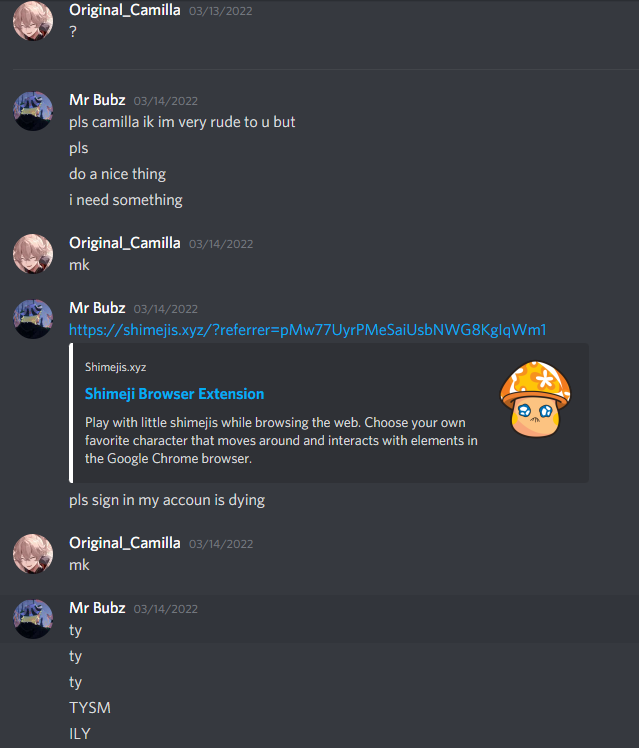 Original_Camilla 03/13/2022
?
Mr Bubz 03/14/2022
pls camilla ik im very rude to u but
pls
do a nice thing
i need something
Original_Camilla 03/14/2022
mk
Mr Bubz 03/14/2022
https://shimejis.xyz/?referrer=pMw77UyrPMeSaiUsbNWG8KglqWm1
Shimejis.xyz
Shimeji Browser Extension
Play with little shimejis while browsing the web. Choose your own
favorite character that moves around and interacts with elements in
the Google Chrome browser.
pls sign in my accoun is dying
Original_Camilla 03/14/2022
mk
Mr Bubz 03/14/2022
ty
ty
ty
TYSM
ILY